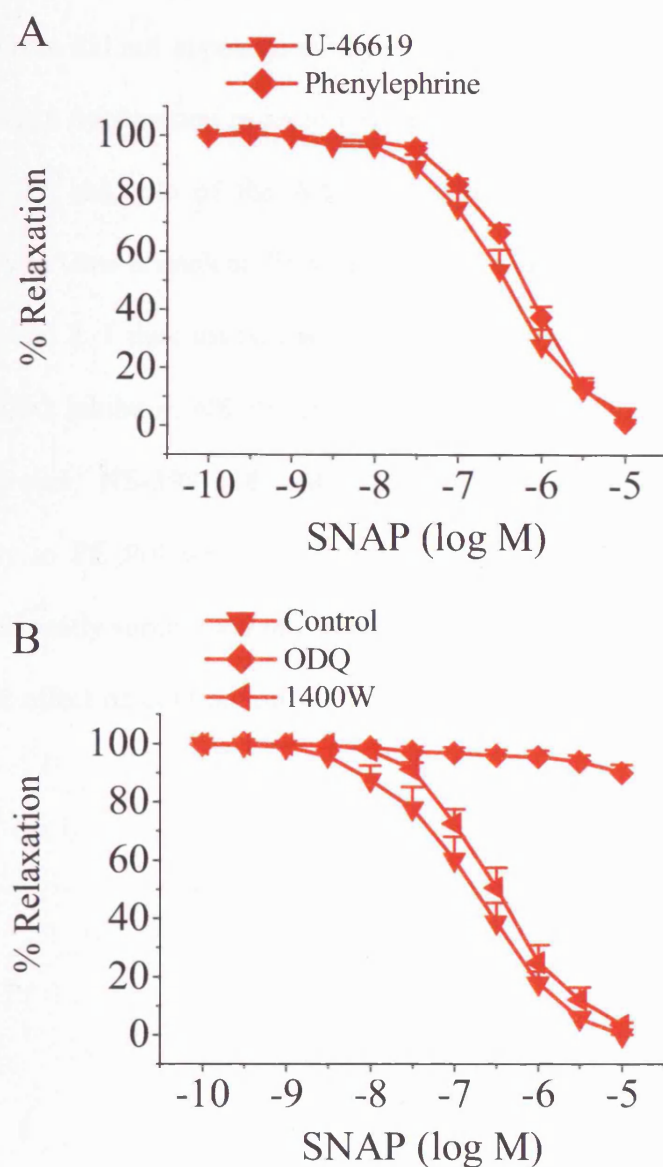 A
U-46619
Phenylephrine
100
80
60
40
20
0
% Relaxation
-10 -9 -8 -7 -6 -5
SNAP (log M)
B
Control
ODQ
1400W
100
80
60
40
20
0
% Relaxation
-10 -9 -8 -7 -6 -5
SNAP (log M)